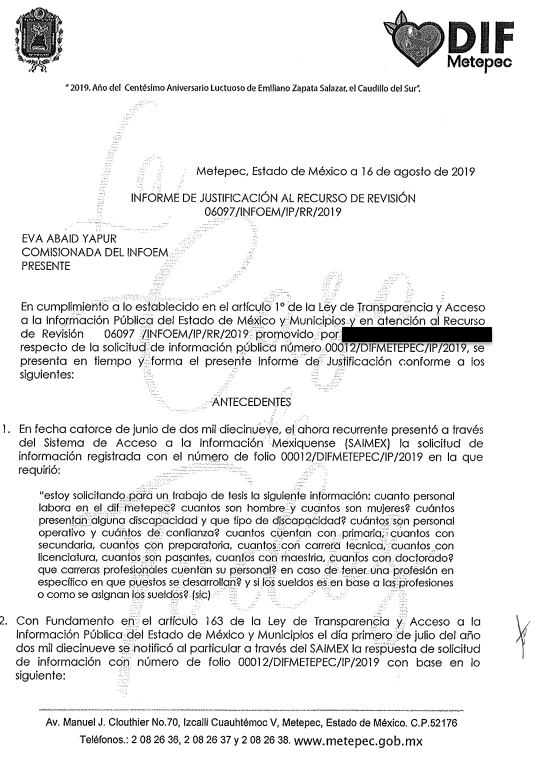 DIF
Metepec
" 2019. Año del Centésimo Aniversario Luctuoso de Emiliano Zapata Salazar, el Caudillo del Sur".
Metepec, Estado de México a 16 de agosto de 2019
INFORME DE JUSTIFICACIÓN AL RECURSO DE REVISIÓN
06097/INFOEM/IP/RR/2019
EVA ABAID YAPUR
COMISIONADA DEL INFOEM
PRESENTE
En cumplimiento a lo establecido en el artículo 1º de la Ley de Transparencia y Acceso
a la Información Pública del Estado de México y Municipios y en atención al Recurso
de Revisión 06097 /INFOEM/IP/RR/2019 promovido por
respecto de la solicitud de información pública número 00012/DIFMETEPEC/IP/2019, se
presenta en tiempo y forma el presente Informe de Justificación conforme a los
siguientes:
ANTECEDENTES
1. En fecha catorce de junio de dos mil diecinueve, el ahora recurrente presentó a través
del Sistema de Acceso a la Información Mexiquense (SAIMEX) la solicitud de
información registrada con el número de folio 00012/DIFMETEPEC/IP/2019 en la que
requirió:
"estoy solicitando para un trabajo de tesis la siguiente información: cuanto personal
labora en el dif metepec? cuantos son hombre y cuantos son mujeres? cuántos
presentan alguna discapacidad y que tipo de discapacidad? cuántos son personal
operativo y cuántos de confianza? cuantos cuentan con primaria, cuantos con
secundaria, cuantos con preparatoria, cuantos con carrera tecnica, cuantos con
licenciatura, cuantos son pasantes, cuantos con maestria, cuantos con doctorado?
que carreras profesionales cuentan su personal? en caso de tener una profesión en
específico en que puestos se desarrollan? y si los sueldos es en base a las profesiones
o como se asignan los sueldos? (sic)
2. Con Fundamento en el artículo 163 de la Ley de Transparencia y Acceso a la
Información Pública del Estado de México y Municipios el día primero de julio del año
dos mil diecinueve se notificó al particular a través del SAIMEX la respuesta de solicitud
de información con número de folio 00012/DIFMETEPEC/IP/2019 con base en lo
siguiente:
Av. Manuel J. Clouthier No.70, Izcalli Cuauhtémoc V, Metepec, Estado de México. C.P.52176
Teléfonos.: 2 08 26 36, 2 08 26 37 y 2 08 26 38. www.metepec.gob.mx